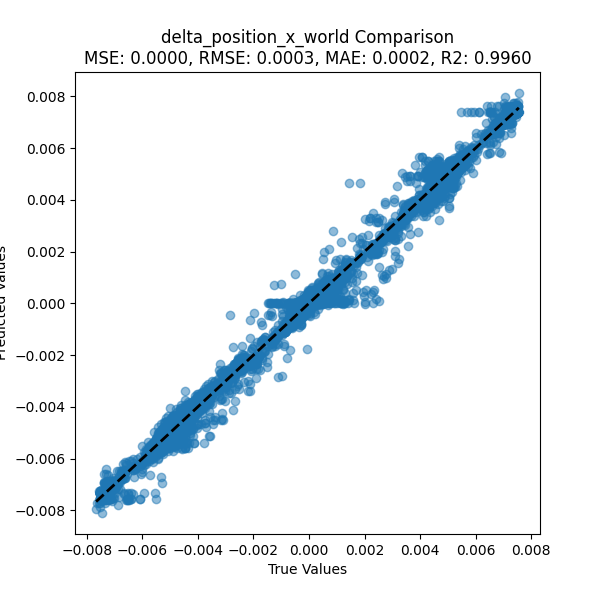 delta_position_x_world Comparison
MSE: 0.0000, RMSE: 0.0003, MAE: 0.0002, R2: 0.9960
0.008
0.006
0.004
0.002
0.000
−0.002
−0.004
−0.006
−0.008
Predicted Values
−0.008 −0.006 −0.004 −0.002 0.000 0.002 0.004 0.006 0.008
True Values